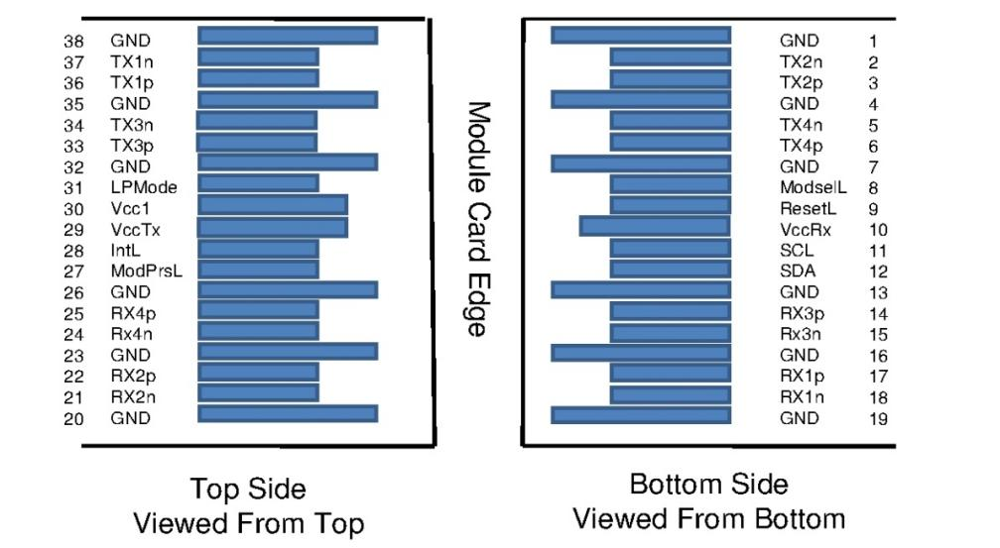 38 GND
37 TX1n
36 TX1p
35 GND
34 TX3n
33 TX3p
32 GND
31 LPMode
30 Vcc1
29 VccTx
28 IntL
27 ModPrsL
26 GND
25 RX4p
24 Rx4n
23 GND
22 RX2p
21 RX2n
20 GND
Top Side
Viewed From Top
Module Card Edge
GND 1
TX2n 2
TX2p 3
GND 4
TX4n 5
TX4p 6
GND 7
ModselL 8
ResetL 9
VccRx 10
SCL 11
SDA 12
GND 13
RX3p 14
Rx3n 15
GND 16
RX1p 17
RX1n 18
GND 19
Bottom Side
Viewed From Bottom